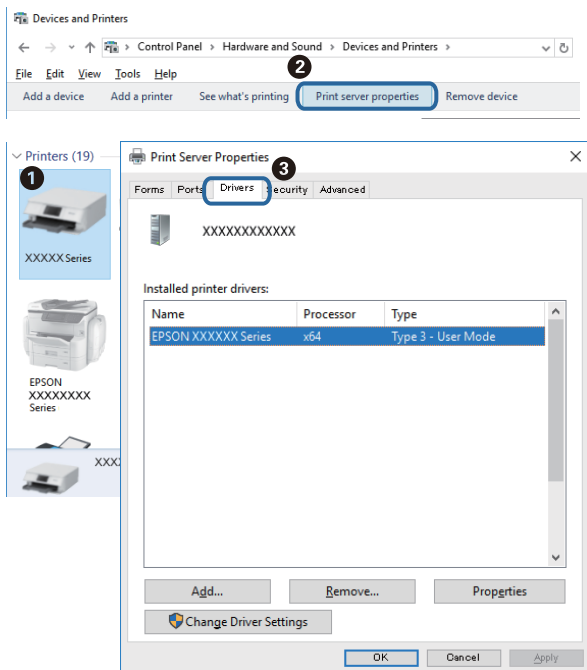 Devices and Printers
Control Panel > Hardware and Sound > Devices and Printers >
File Edit View Tools Help
2
Add a device Add a printer See what's printing Print server properties Remove device
Printers (19)
1
XXXXX Series
EPSON
XXXXXXXX
Series
XXX
Print Server Properties
3
Forms Ports Drivers Security Advanced
XXXXXXXXXXXX
Installed printer drivers:
Name Processor Type
EPSON XXXXXX Series x64 Type 3 - User Mode
Add... Remove... Properties
Change Driver Settings
OK Cancel Apply